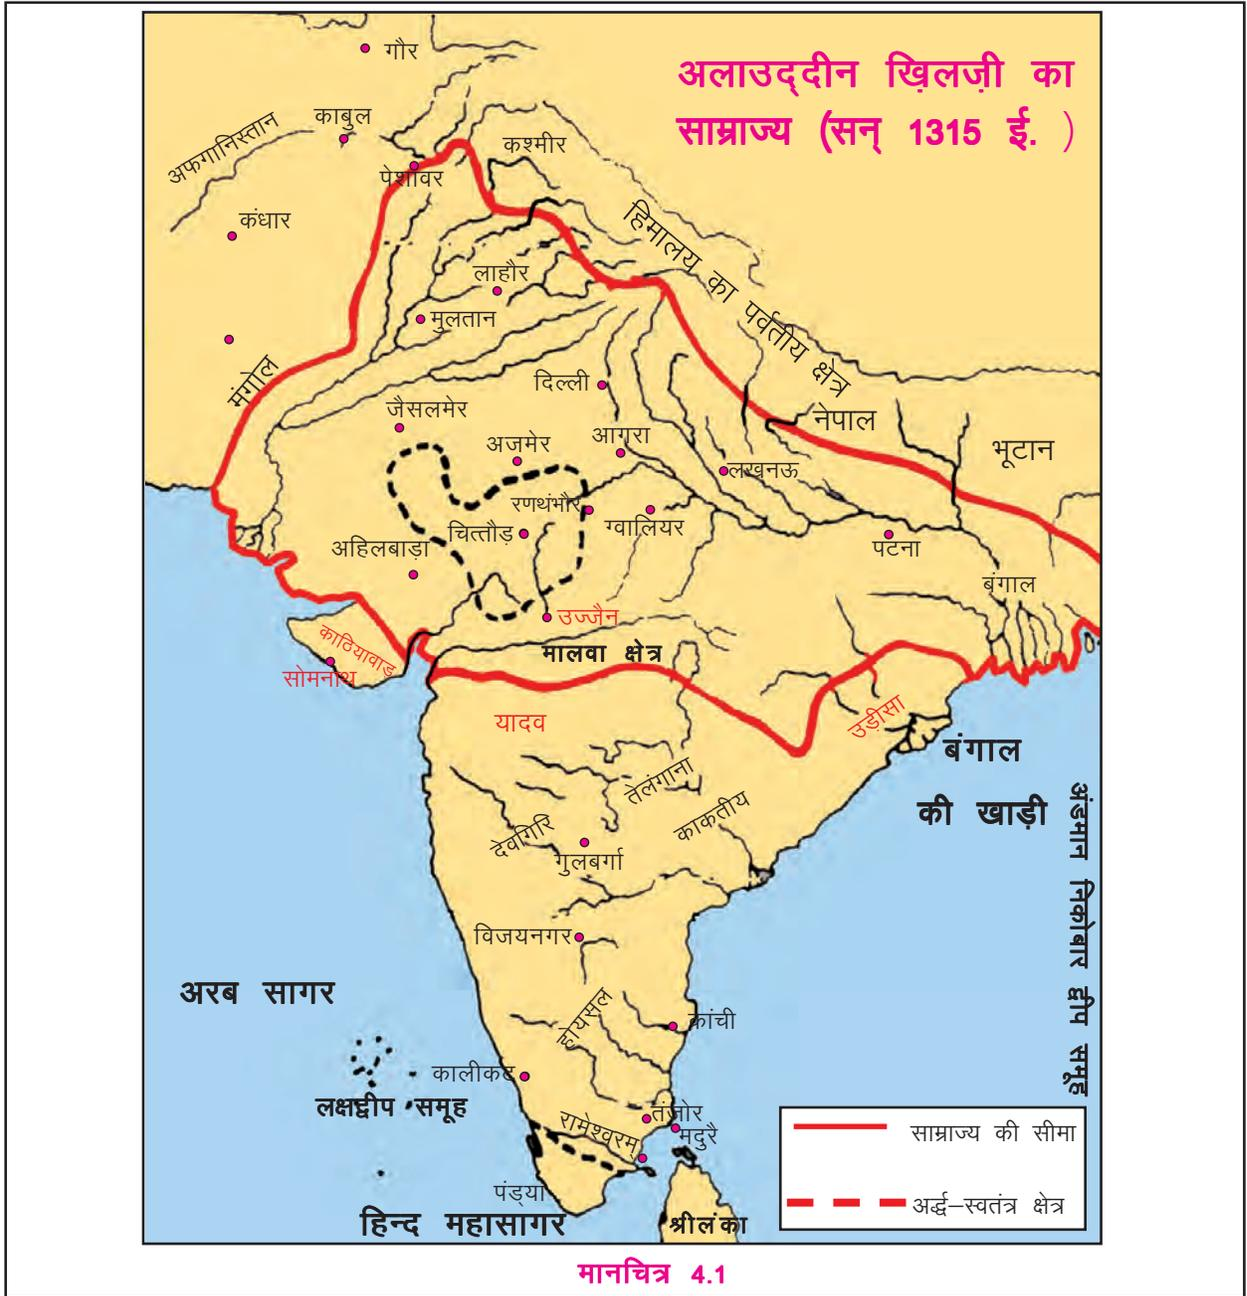 अलाउद्दीन ख़िलज़ी का
साम्राज्य (सन् 1315 ई. )
गौर
काबुल
अफगानिस्तान
कश्मीर
पेशावर
कंधार
हिमालय का पर्वतीय क्षेत्र
लाहौर
मुलतान
मंगोल
दिल्ली
जैसलमेर
नेपाल
अजमेर
आगरा
भूटान
लखनऊ
रणथंभौर
ग्वालियर
चित्तौड़
अहिलबाड़ा
पटना
बंगाल
उज्जैन
काठियावाड़
मालवा क्षेत्र
सोमनाथ
यादव
उड़ीसा
बंगाल
की खाड़ी
तेलंगाना
काकतीय
देवगिरि
गुलबर्गा
अंडमान निकोबार द्वीप समूह
विजयनगर
अरब सागर
होयसल
कांची
कालीकट
लक्षद्वीप समूह
तंजोर
रामेश्वरम्
मदुरै
साम्राज्य की सीमा
पंड्या
अर्द्ध–स्वतंत्र क्षेत्र
हिन्द महासागर
श्रीलंका
मानचित्र 4.1